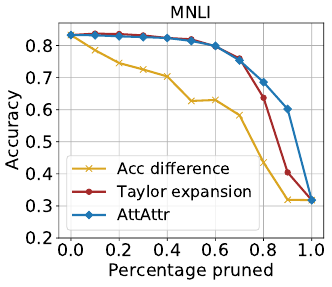 MNLI
Accuracy
0.8
0.7
0.6
0.5
0.4
0.3
0.2
Acc difference
Taylor expansion
AttAttr
0.0 0.2 0.4 0.6 0.8 1.0
Percentage pruned